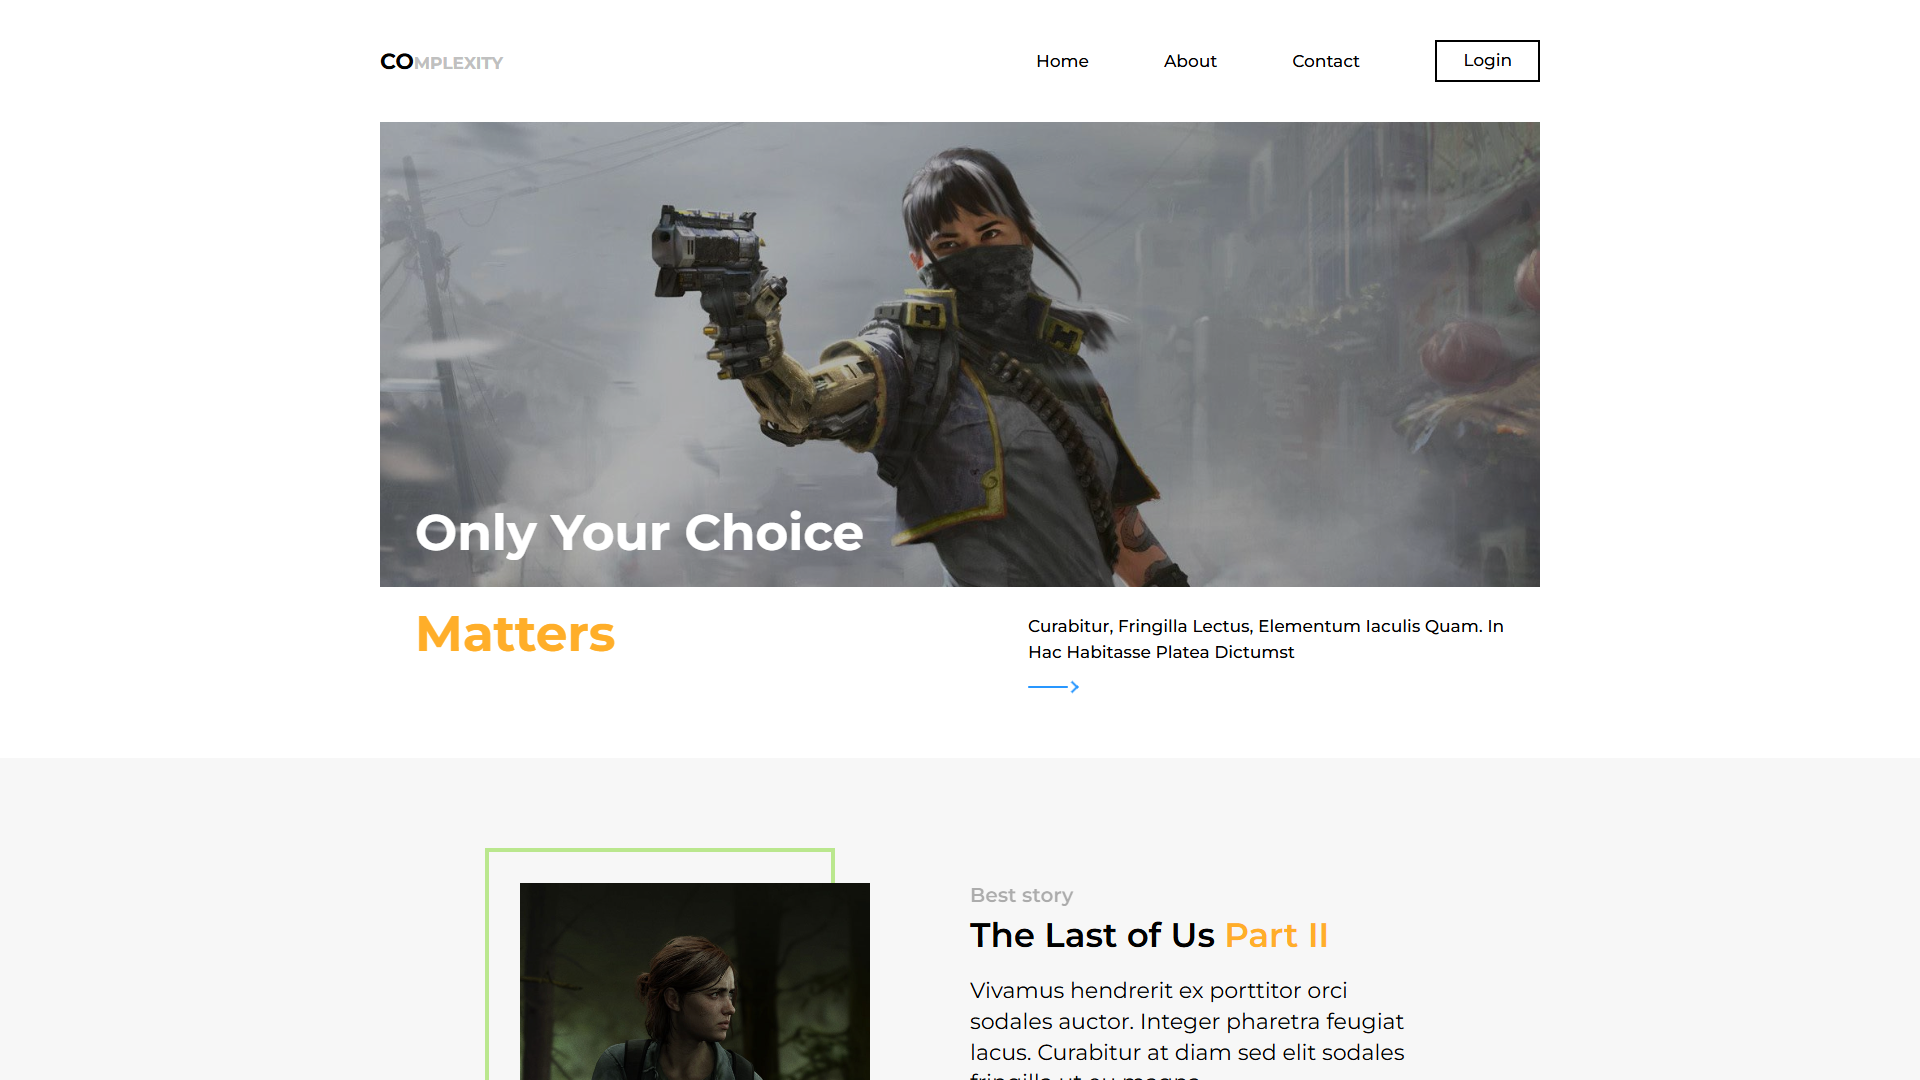 COMPLEXITY
Home
About
Contact
Login
Only Your Choice
Matters
Curabitur, Fringilla Lectus, Elementum Iaculis Quam. In
Hac Habitasse Platea Dictumst
Best story
The Last of Us Part II
Vivamus hendrerit ex porttitor orci
sodales auctor. Integer pharetra feugiat
lacus. Curabitur at diam sed elit sodales